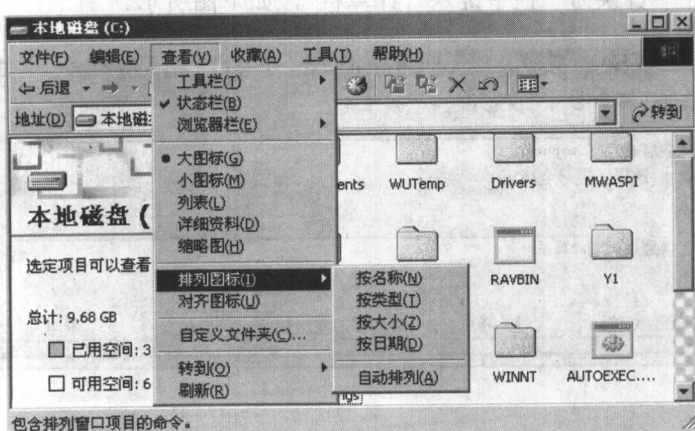 本地磁盘 (C:)
文件(F) 编辑(E) 查看(V) 收藏(A) 工具(T) 帮助(H)
后退
地址(D) 本地磁 转到
工具栏(T)
状态栏(B)
浏览器栏(E)
大图标(G)
小图标(M)
列表(L)
详细资料(D)
缩略图(H)
排列图标(I)
对齐图标(U)
自定义文件夹(C)...
转到(O)
刷新(R)
按名称(N)
按类型(T)
按大小(Z)
按日期(D)
自动排列(A)
本地磁盘 (
选定项目可以查看
总计: 9.68 GB
已用空间: 3
可用空间: 6
ents WUTemp Drivers MWASPI
RAVBIN Y1
WINNT AUTOEXEC....
ngs
包含排列窗口项目的命令。